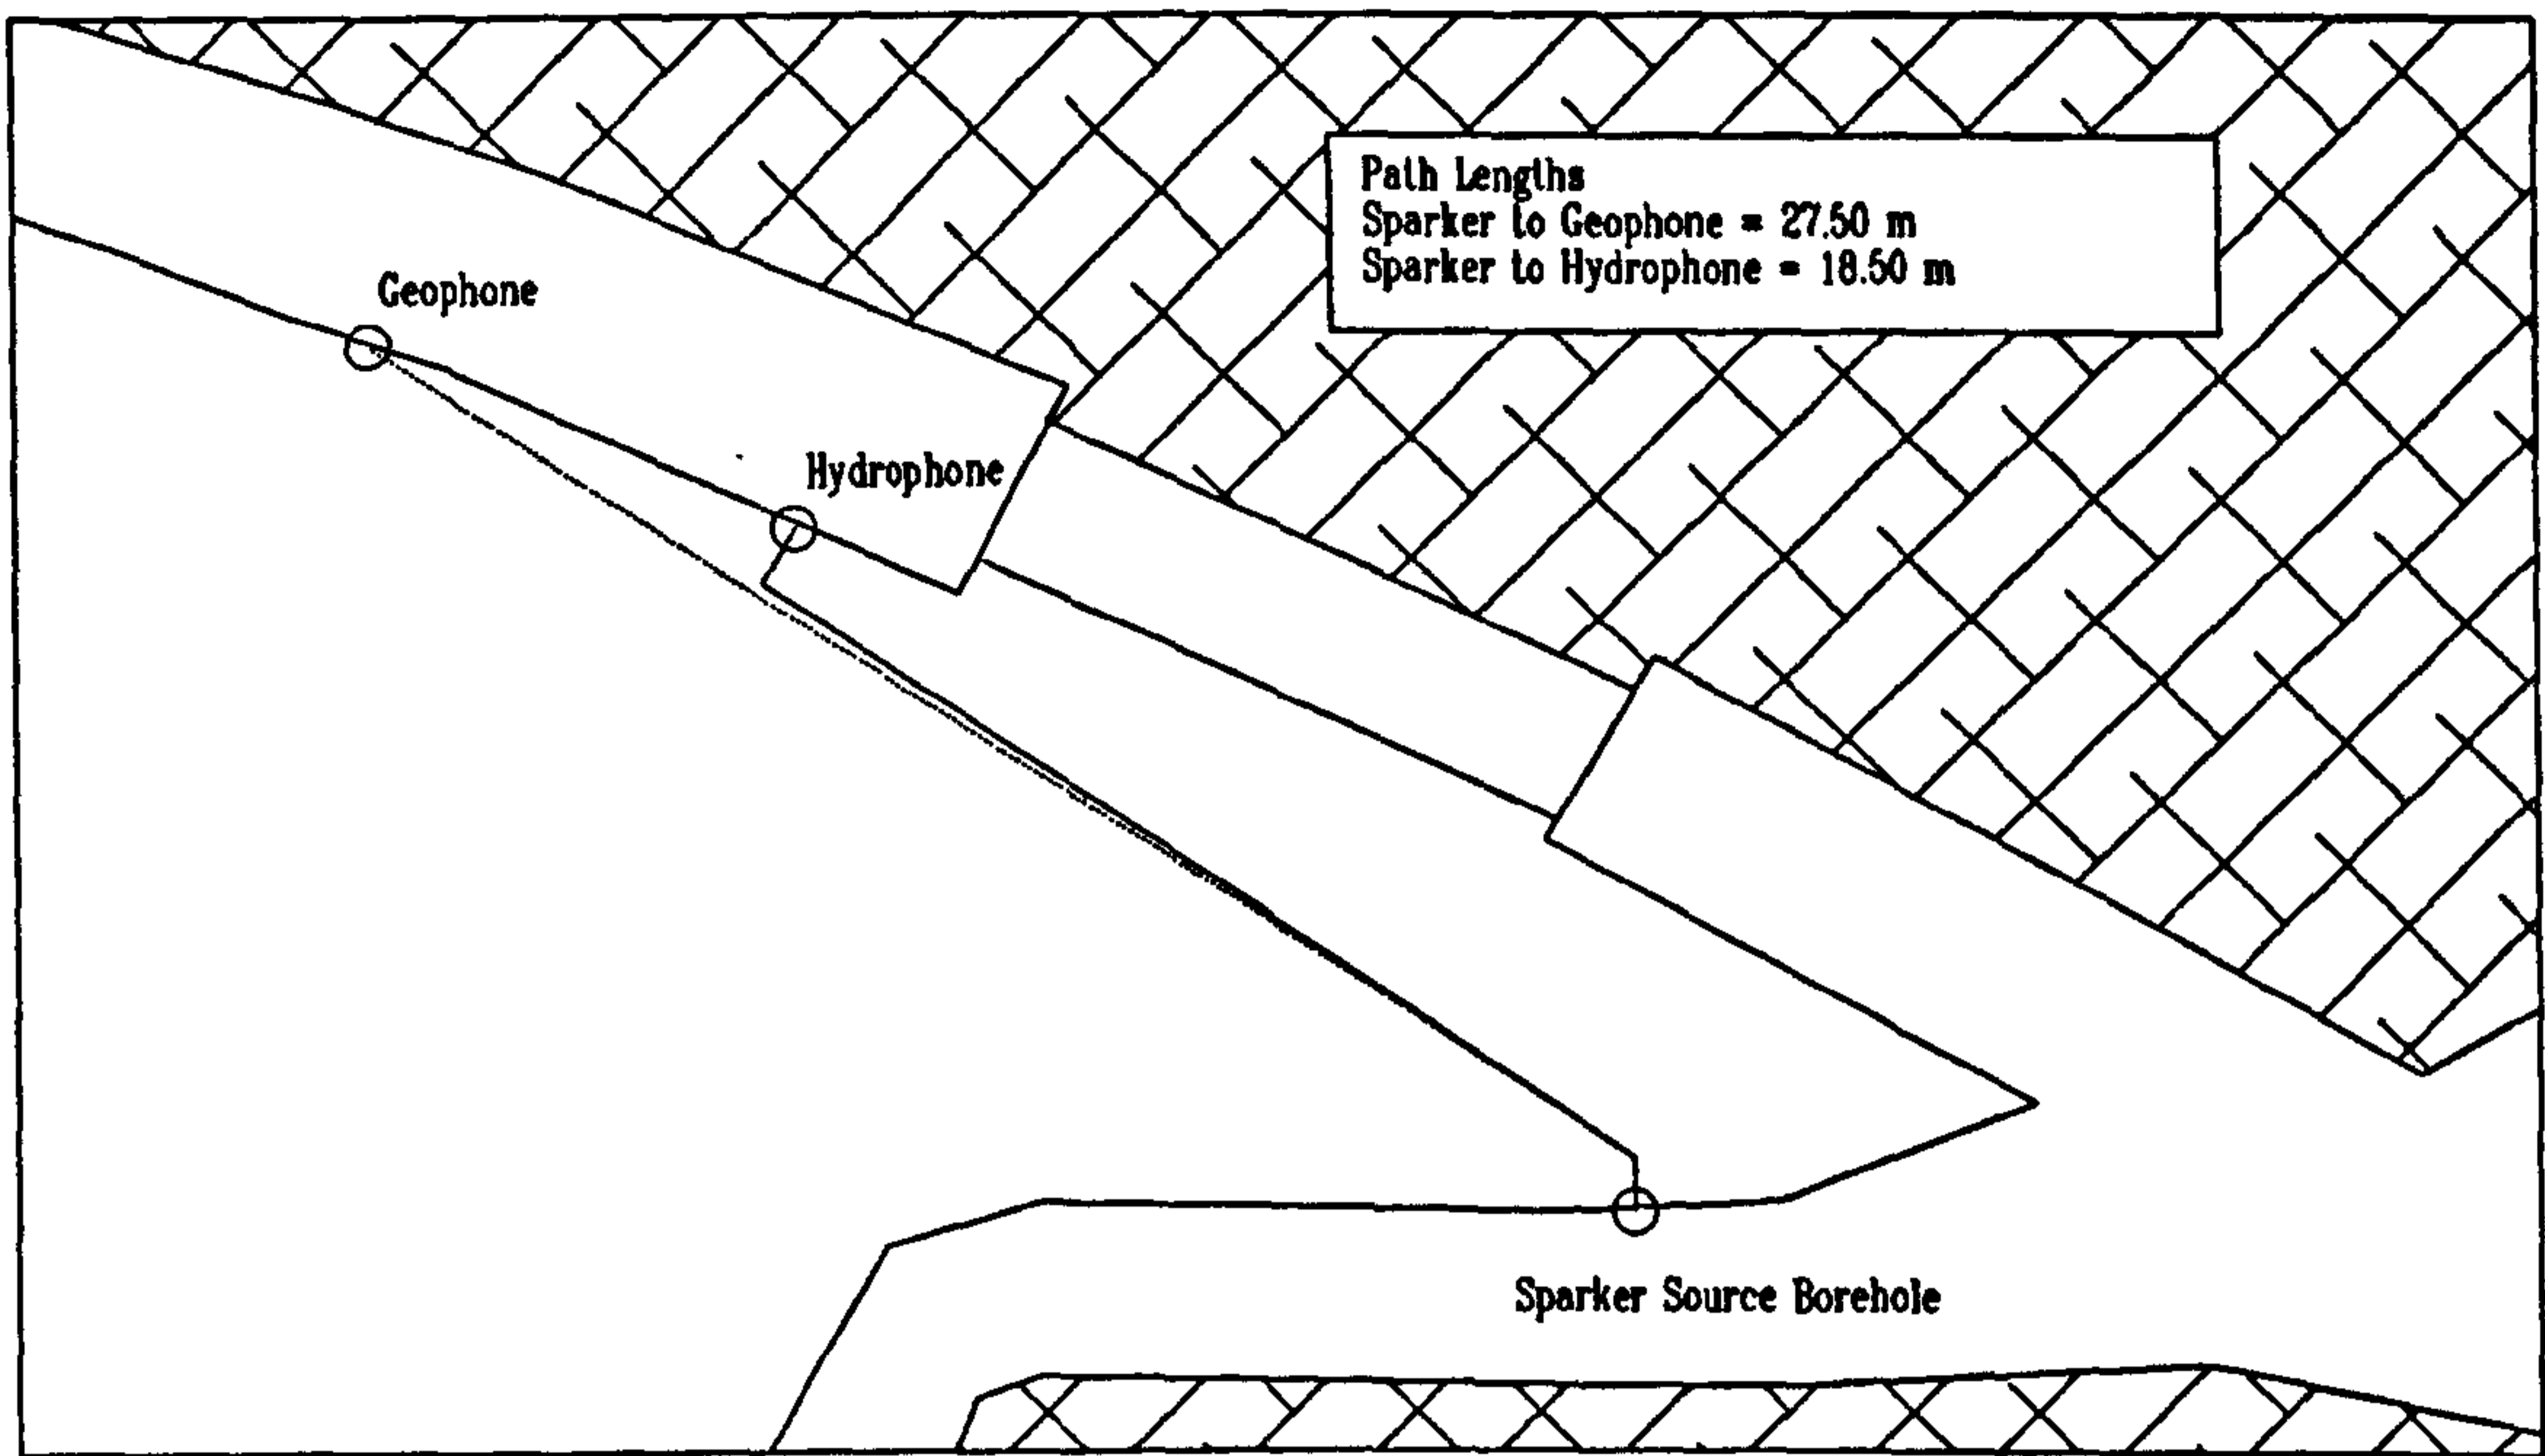 Path Lengths
Sparker to Geophone = 27.50 m
Sparker to Hydrophone = 18.50 m
Geophone
Hydrophone
Sparker Source Borehole